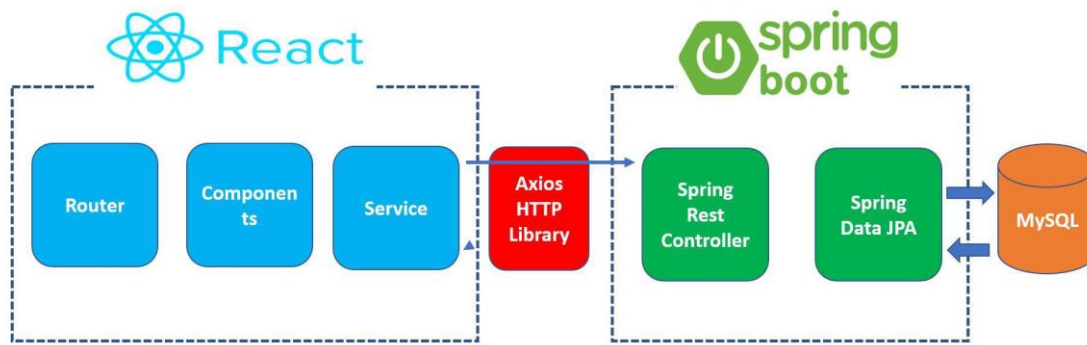 React
spring
boot
Router
Componen
ts
Service
Axios
HTTP
Library
Spring
Rest
Controller
Spring
Data JPA
MySQL